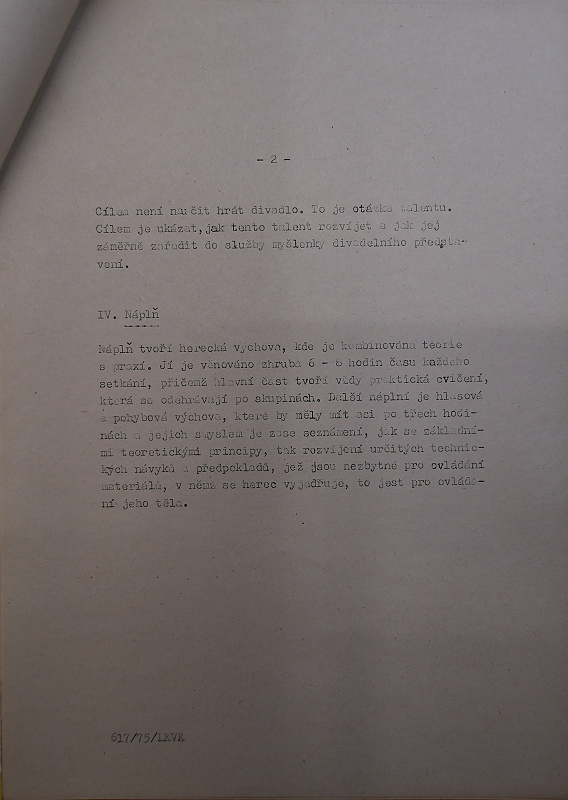 - 2 -
Cílem není naučit hrát divadlo. To je otázka talentu.
Cílem je ukázat, jak tento talent rozvíjet a jak jej
záměrně zařadit do služby myšlenky divadelního předsta-
vení.
IV. Náplň
Náplň tvoří herecká výchova, kde je kombinována teorie
s praxí. Jí je věnováno zhruba 6 - 8 hodin času každého
setkání, přičemž hlavní část tvoří vždy praktická cvičení,
která se odehrávají po skupinách. Další náplní je hlasová
a pohybová výchova, které by měly mít asi po třech hodi-
nách a jejich smyslem je zase seznámení, jak se základní-
mi teoretickými principy, tak rozvíjení určitých technic-
kých návyků a předpokladů, jež jsou nezbytné pro ovládání
materiálů, v němž se herec vyjadřuje, to jest pro ovládá-
ní jeho těla.
617/75/LKVK